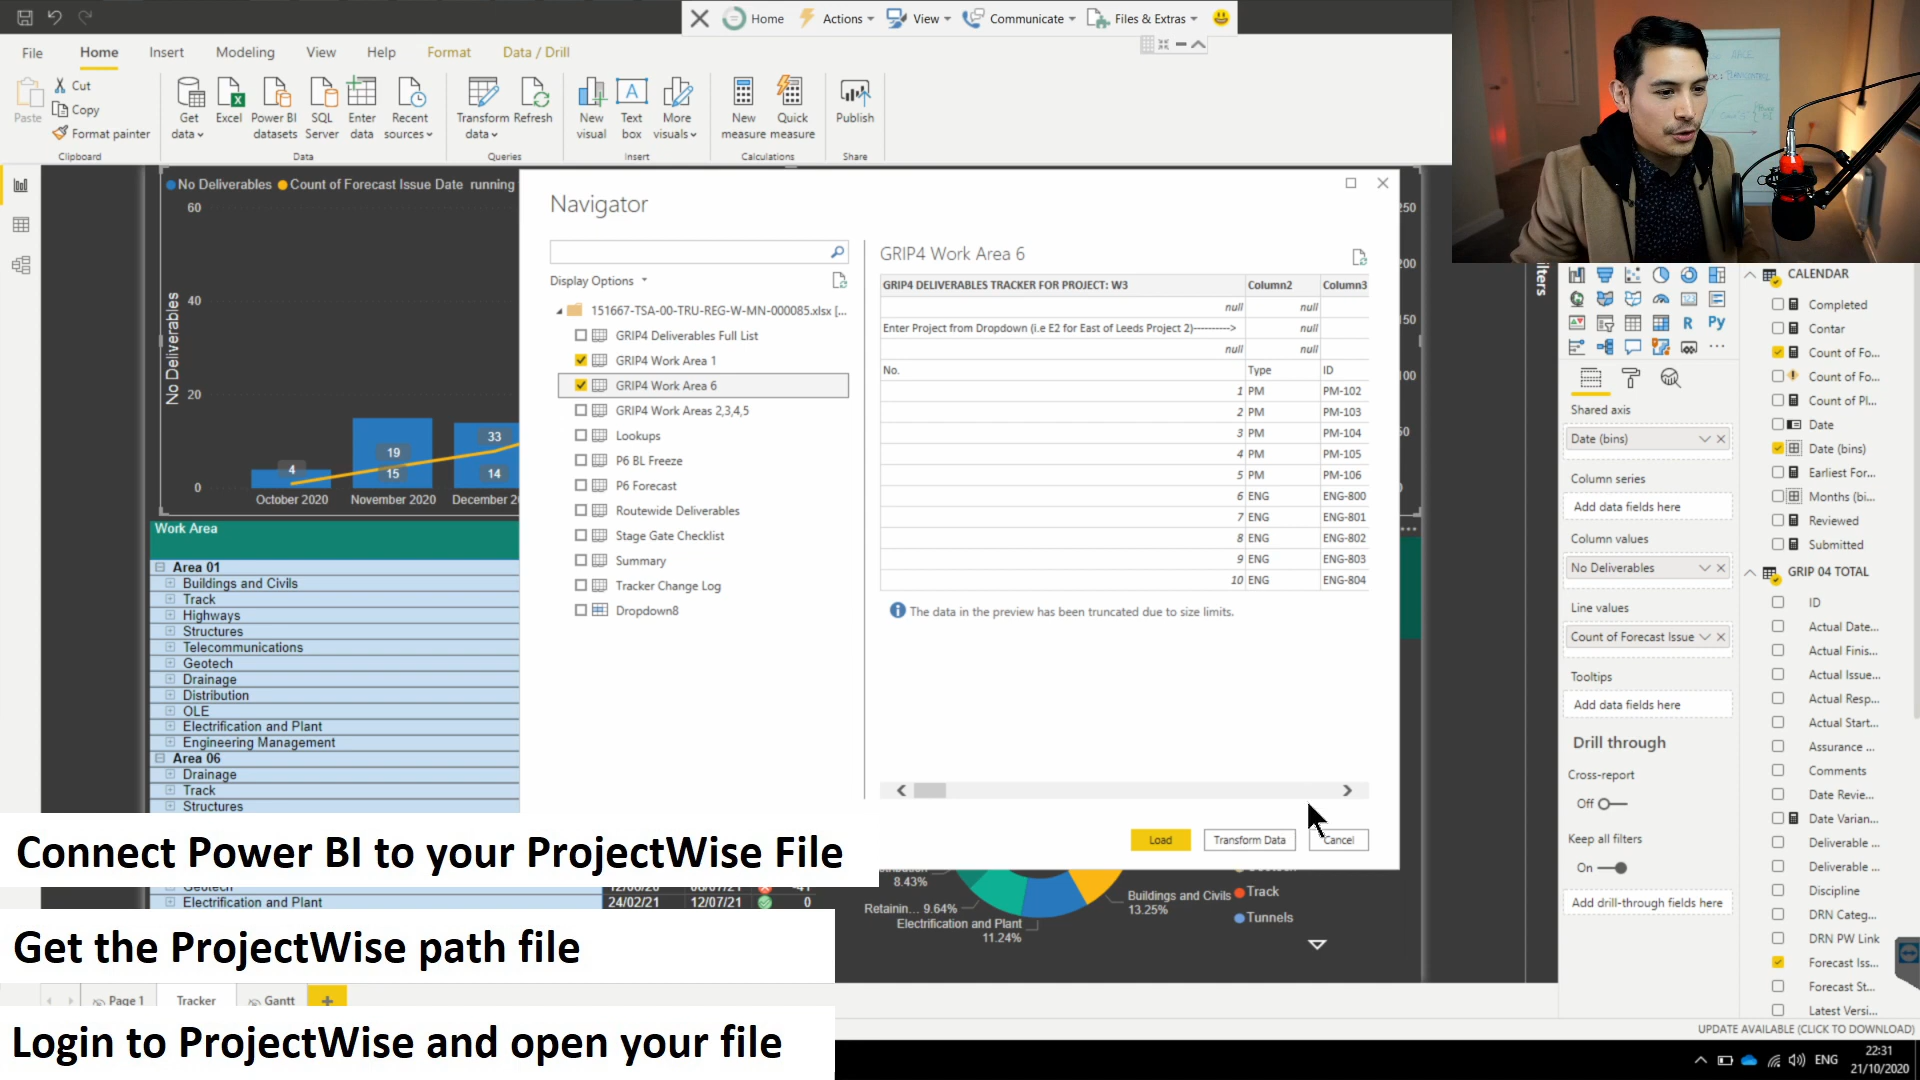 Home Actions View Communicate Files & Extras
File Home Insert Modeling View Help Format Data / Drill
Paste
Cut
Copy
Format painter
Clipboard
Get data
Excel
Power BI datasets
SQL Server
Enter data
Recent sources
Data
Transform data
Refresh
Queries
New visual
Text box
More visuals
Insert
New measure
Quick measure
Calculations
Publish
Share
No Deliverables Count of Forecast Issue Date running
60
40
20
0
No Deliverables
4
19
15
33
14
October 2020 November 2020 December 2
Work Area
Area 01
Buildings and Civils
Track
Highways
Structures
Telecommunications
Geotech
Drainage
Distribution
OLE
Electrification and Plant
Engineering Management
Area 06
Drainage
Track
Structures
Electrification and Plant
24/02/21 12/07/21 0
Navigator
Display Options
151667-TSA-00-TRU-REG-W-MN-000085.xlsx [...
GRIP4 Deliverables Full List
GRIP4 Work Area 1
GRIP4 Work Area 6
GRIP4 Work Areas 2,3,4,5
Lookups
P6 BL Freeze
P6 Forecast
Routewide Deliverables
Stage Gate Checklist
Summary
Tracker Change Log
Dropdown8
GRIP4 Work Area 6
GRIP4 DELIVERABLES TRACKER FOR PROJECT: W3 Column2 Column3
null null
Enter Project from Dropdown (i.e E2 for East of Leeds Project 2)----------> null
null null
No. Type ID
1 PM PM-102
2 PM PM-103
3 PM PM-104
4 PM PM-105
5 PM PM-106
6 ENG ENG-800
7 ENG ENG-801
8 ENG ENG-802
9 ENG ENG-803
10 ENG ENG-804
The data in the preview has been truncated due to size limits.
Load Transform Data Cancel
8.43%
Retainin... 9.64%
Electrification and Plant
11.24%
Buildings and Civils
13.25%
Track
Tunnels
250
200
150
100
50
Filters
Shared axis
Date (bins)
Column series
Add data fields here
Column values
No Deliverables
Line values
Count of Forecast Issue
Tooltips
Add data fields here
Drill through
Cross-report
Off
Keep all filters
On
Add drill-through fields here
CALENDAR
Completed
Contar
Count of Fo...
Count of Fo...
Count of Pl...
Date
Date (bins)
Earliest For...
Months (bi...
Reviewed
Submitted
GRIP 04 TOTAL
ID
Actual Date...
Actual Finis...
Actual Issue...
Actual Resp...
Actual Start...
Assurance ...
Comments
Date Revie...
Date Varian...
Deliverable ...
Deliverable ...
Discipline
DRN Categ...
DRN PW Link
Forecast Iss...
Forecast St...
Latest Versi...
Connect Power BI to your ProjectWise File
Get the ProjectWise path file
Page 1 Tracker Gantt +
Login to ProjectWise and open your file
UPDATE AVAILABLE (CLICK TO DOWNLOAD)
ENG
22:31
21/10/2020